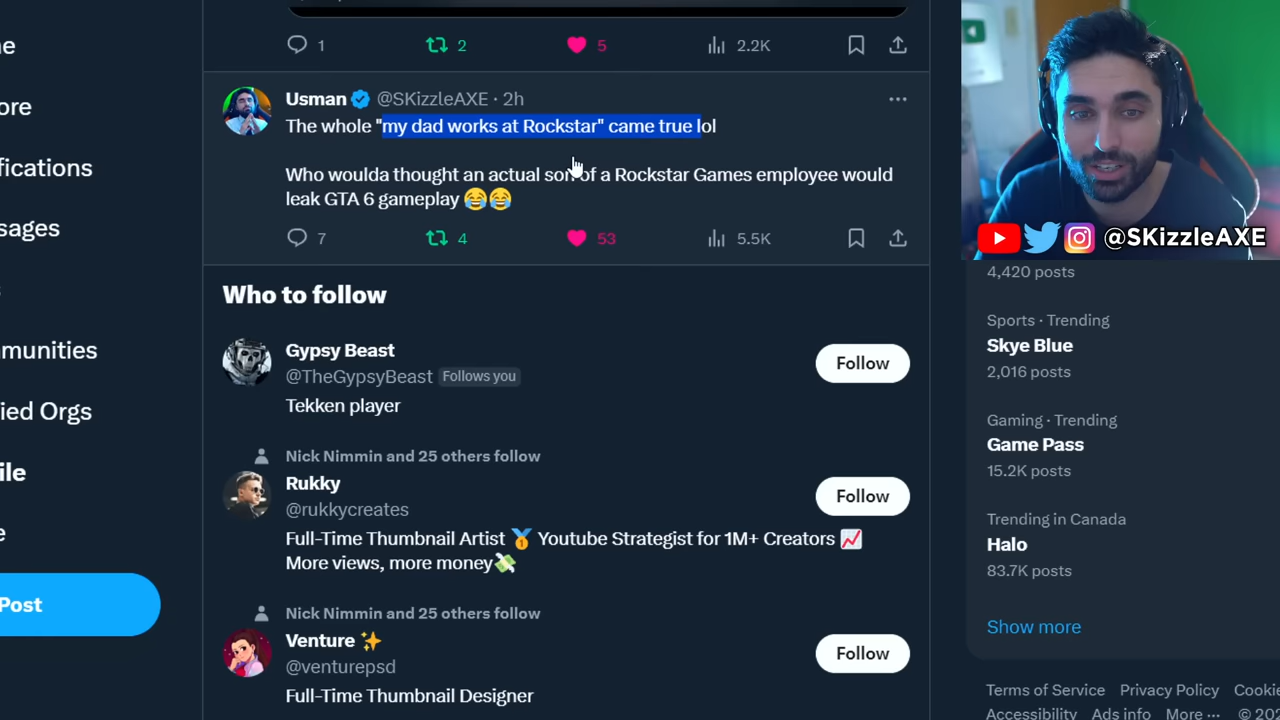 1
2
5
2.2K
Usman @SKizzleAXE · 2h
The whole "my dad works at Rockstar" came true lol
Who woulda thought an actual son of a Rockstar Games employee would
leak GTA 6 gameplay 😂😂
7
4
53
5.5K
Who to follow
Gypsy Beast
@TheGypsyBeast Follows you
Tekken player
Follow
Nick Nimmin and 25 others follow
Rukky
@rukkycreates
Full-Time Thumbnail Artist 🥇 Youtube Strategist for 1M+ Creators 📈
More views, more money💸
Follow
Nick Nimmin and 25 others follow
Venture ✨
@venturepsd
Full-Time Thumbnail Designer
Follow
e
ore
fications
sages
s
munities
ied Orgs
ile
e
Post
@SKizzleAXE
4,420 posts
Sports · Trending
Skye Blue
2,016 posts
Gaming · Trending
Game Pass
15.2K posts
Trending in Canada
Halo
83.7K posts
Show more
Terms of Service Privacy Policy Cookie
Accessibility Ads info More ··· © 202